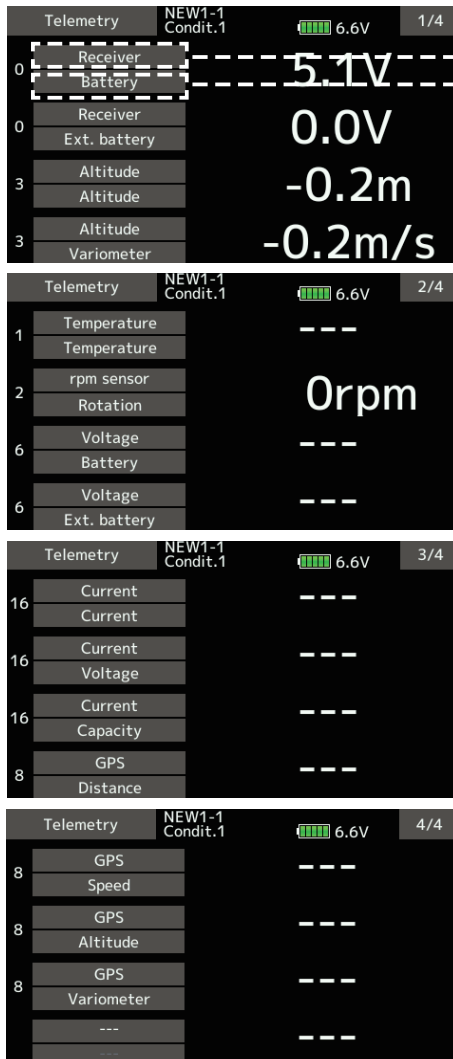 Telemetry NEW1-1 Condit.1 6.6V 1/4
0 Receiver Battery 5.1V
0 Receiver Ext. battery 0.0V
3 Altitude Altitude -0.2m
3 Altitude Variometer -0.2m/s
Telemetry NEW1-1 Condit.1 6.6V 2/4
1 Temperature Temperature ---
2 rpm sensor Rotation 0rpm
6 Voltage Battery ---
6 Voltage Ext. battery ---
Telemetry NEW1-1 Condit.1 6.6V 3/4
16 Current Current ---
16 Current Voltage ---
16 Current Capacity ---
8 GPS Distance ---
Telemetry NEW1-1 Condit.1 6.6V 4/4
8 GPS Speed ---
8 GPS Altitude ---
8 GPS Variometer ---
--- --- ---